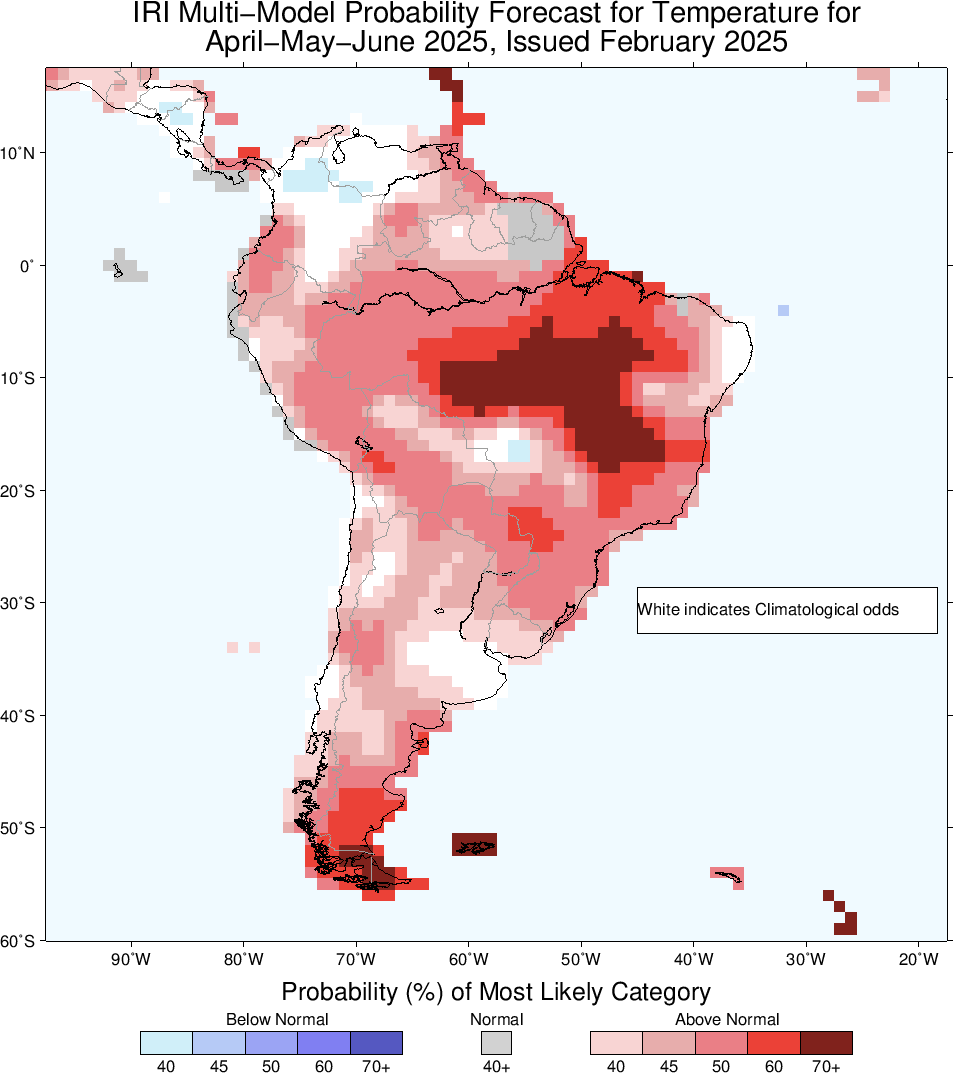 IRI Multi−Model Probability Forecast for Temperature for
April−May−June 2025, Issued February 2025
10˚N
0˚
10˚S
20˚S
30˚S
40˚S
50˚S
60˚S
White indicates Climatological odds
90˚W 80˚W 70˚W 60˚W 50˚W 40˚W 30˚W 20˚W
Probability (%) of Most Likely Category
Below Normal Normal Above Normal
40 45 50 60 70+ 40+ 40 45 50 60 70+